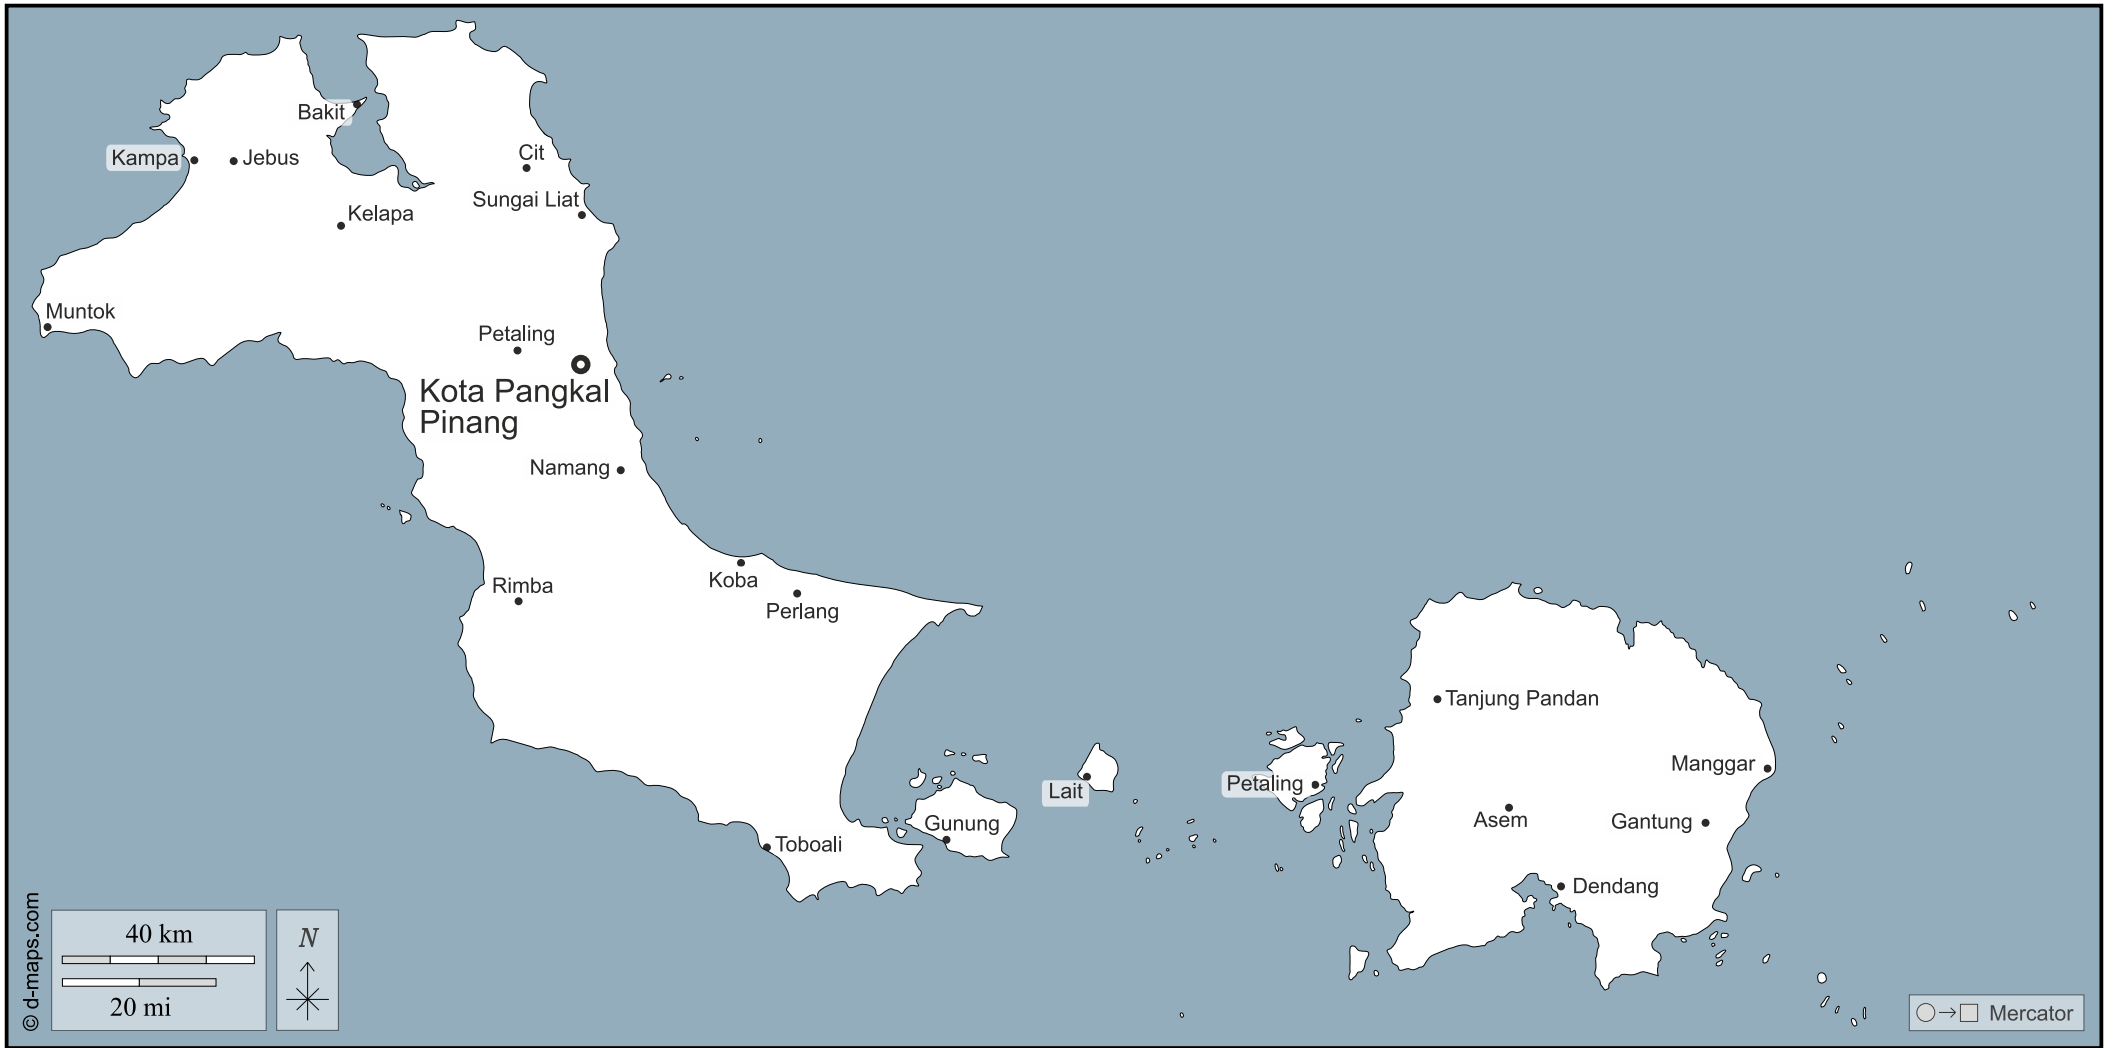 Bakit
Kampa
Jebus
Cit
Sungai Liat
Kelapa
Muntok
Petaling
Kota Pangkal
Pinang
Namang
Koba
Rimba
Perlang
Tanjung Pandan
Manggar
Petaling
Lait
Asem
Gantung
Gunung
Toboali
Dendang
© d-maps.com
40 km
20 mi
N
Mercator